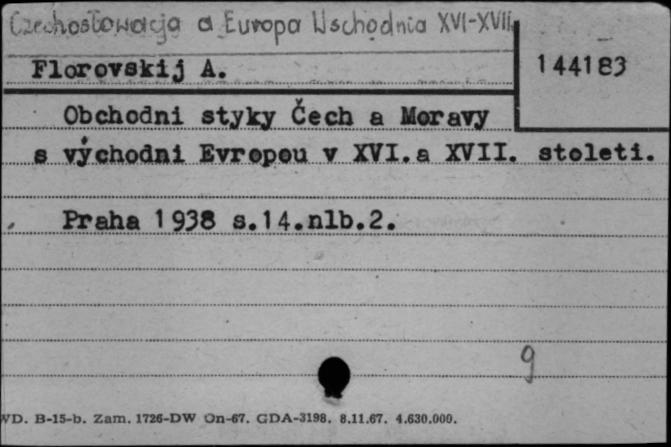 Czechosłowacja a Europa Wschodnia XVI-XVII.
Florovskij A.
144183
Obchodni styky Čech a Moravy
s východni Evropou v XVI. a XVII. stoleti.
Praha 1938 s.14.nlb.2.
9
WD. B-15-b. Zam. 1726-DW On-67. GDA-3198. 8.11.67. 4.630.000.